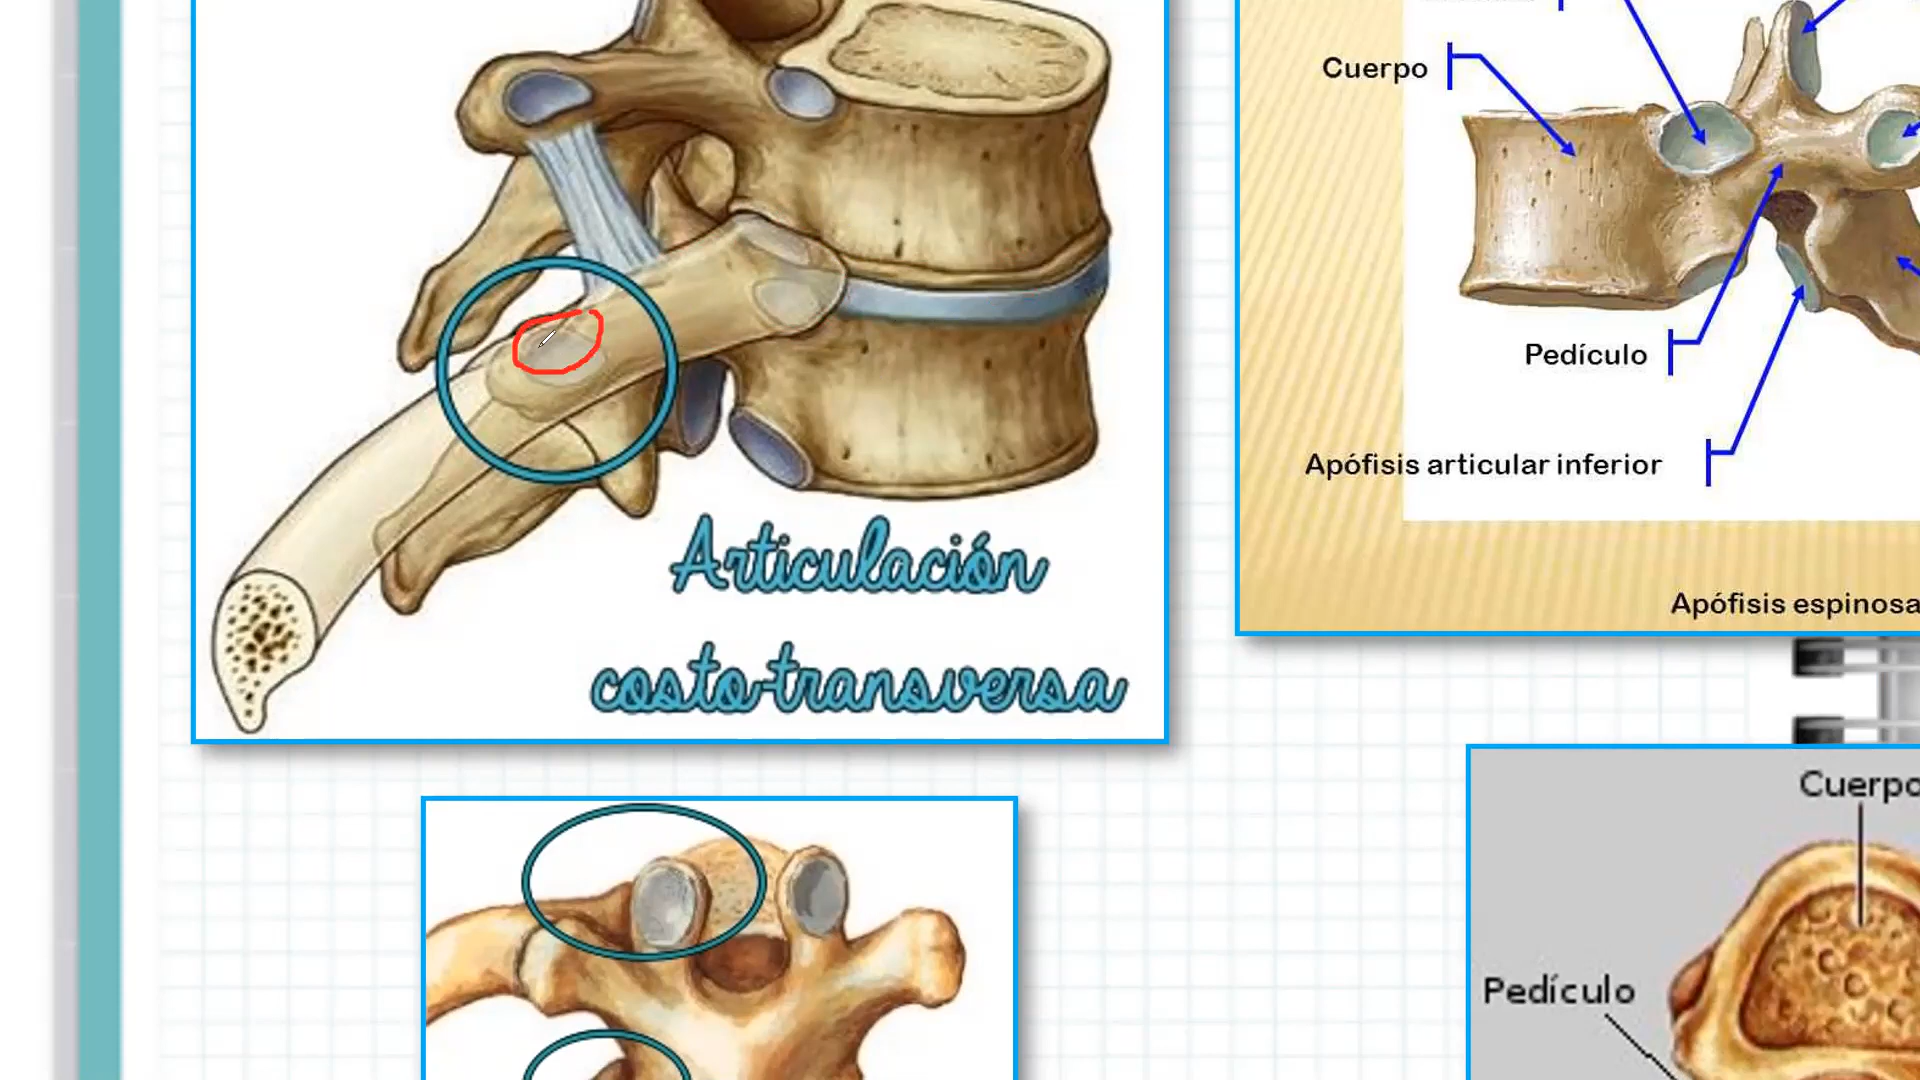 Articulación
costo-transversa
Cuerpo
Pedículo
Apófisis articular inferior
Apófisis espinosa
Cuerpo
Pedículo